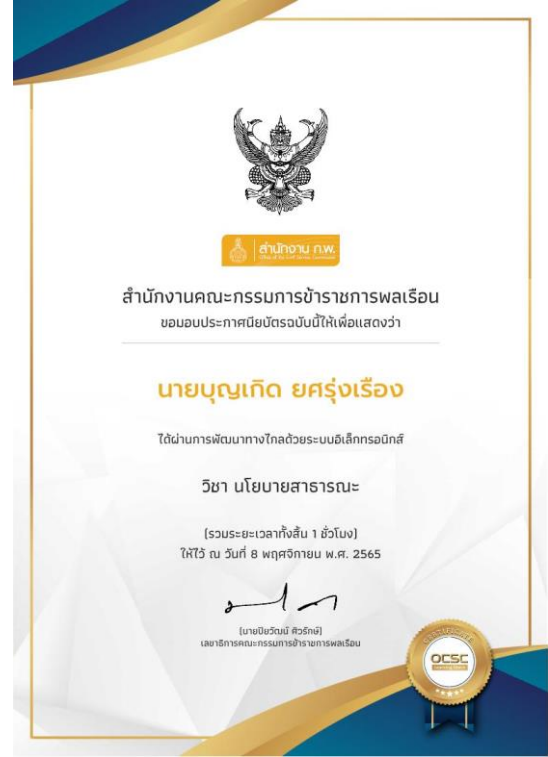 สำนักงาน ก.พ.
Office of the Civil Service Commission
สำนักงานคณะกรรมการข้าราชการพลเรือน
ขอมอบประกาศนียบัตรฉบับนี้ให้เพื่อแสดงว่า
นายบุญเกิด ยศรุ่งเรือง
ได้ผ่านการพัฒนาทางไกลด้วยระบบอิเล็กทรอนิกส์
วิชา นโยบายสาธารณะ
(รวมระยะเวลาทั้งสิ้น 1 ชั่วโมง)
ให้ไว้ ณ วันที่ 8 พฤศจิกายน พ.ศ. 2565
(นายปิยวัฒน์ ศิวรักษ์)
เลขาธิการคณะกรรมการข้าราชการพลเรือน
CERTIFICATE
OCSC